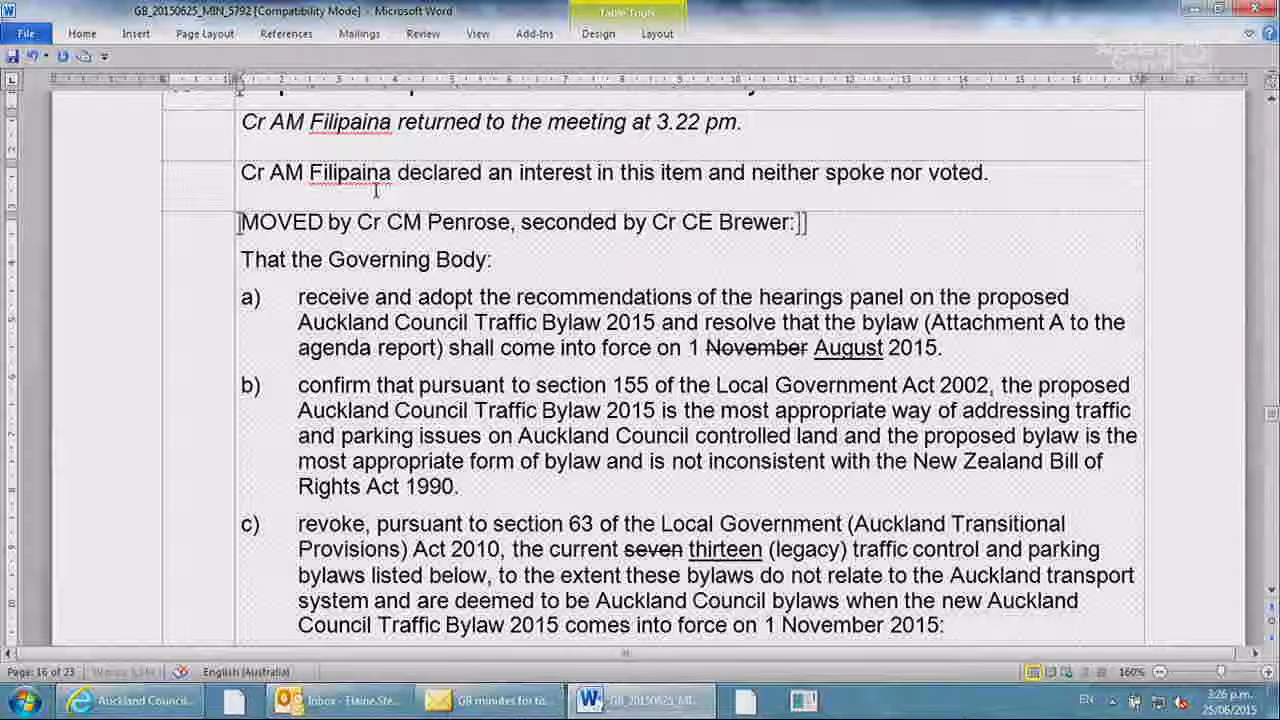 GB_20150625_MIN_5792 [Compatibility Mode] - Microsoft Word
Table Tools
File Home Insert Page Layout References Mailings Review View Add-Ins Design Layout
Auckland Council
Cr AM Filipaina returned to the meeting at 3.22 pm.
Cr AM Filipaina declared an interest in this item and neither spoke nor voted.
MOVED by Cr CM Penrose, seconded by Cr CE Brewer:]]
That the Governing Body:
a) receive and adopt the recommendations of the hearings panel on the proposed
Auckland Council Traffic Bylaw 2015 and resolve that the bylaw (Attachment A to the
agenda report) shall come into force on 1 November August 2015.
b) confirm that pursuant to section 155 of the Local Government Act 2002, the proposed
Auckland Council Traffic Bylaw 2015 is the most appropriate way of addressing traffic
and parking issues on Auckland Council controlled land and the proposed bylaw is the
most appropriate form of bylaw and is not inconsistent with the New Zealand Bill of
Rights Act 1990.
c) revoke, pursuant to section 63 of the Local Government (Auckland Transitional
Provisions) Act 2010, the current seven thirteen (legacy) traffic control and parking
bylaws listed below, to the extent these bylaws do not relate to the Auckland transport
system and are deemed to be Auckland Council bylaws when the new Auckland
Council Traffic Bylaw 2015 comes into force on 1 November 2015:
Page: 16 of 23 English (Australia) 160%
Auckland Council... Inbox - Elaine.Ste... GB minutes for to... GB_20150625_MI... EN 3:26 p.m.
25/06/2015